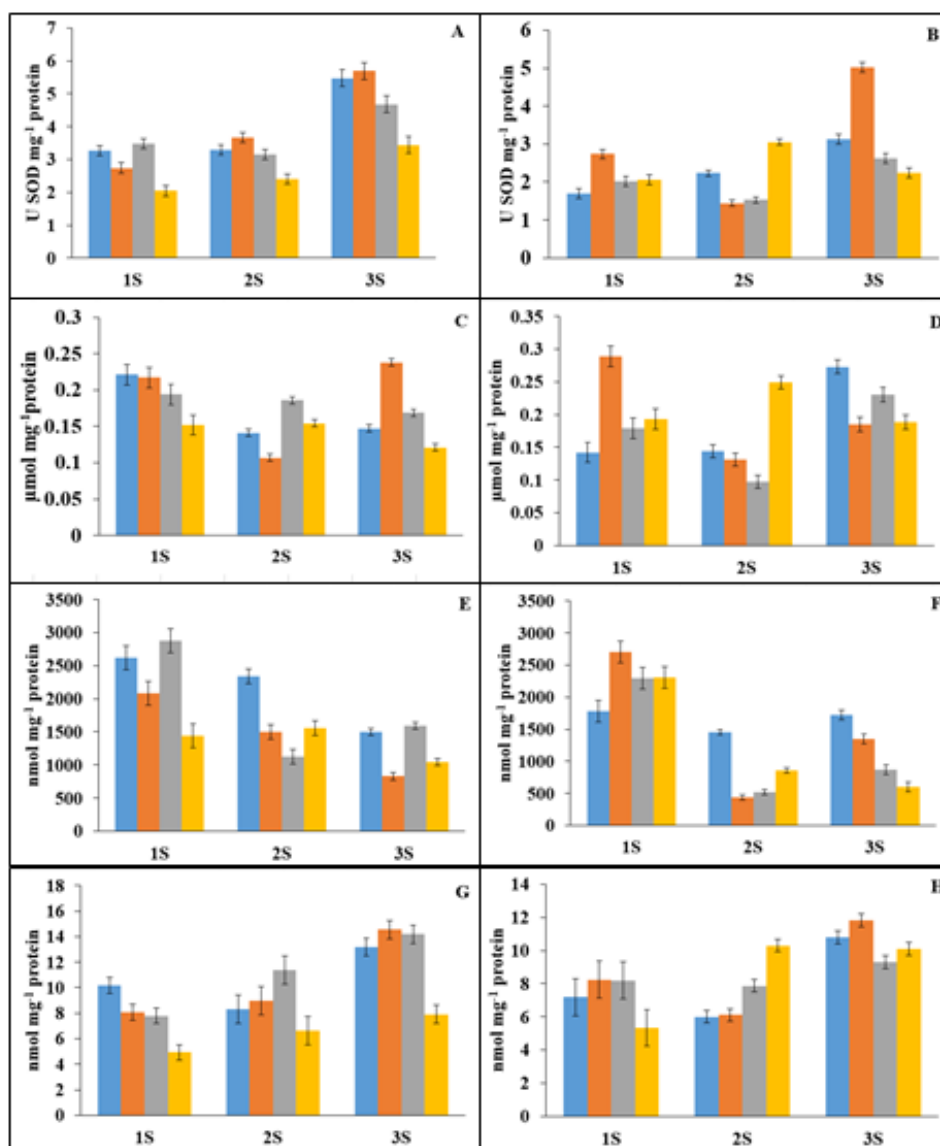 A
U SOD mg-1 protein
7
6
5
4
3
2
1
0
1S 2S 3S
B
U SOD mg-1 protein
6
5
4
3
2
1
0
1S 2S 3S
C
µmol mg-1protein
0.3
0.25
0.2
0.15
0.1
0.05
0
1S 2S 3S
D
µmol mg-1 protein
0.35
0.3
0.25
0.2
0.15
0.1
0.05
0
1S 2S 3S
E
nmol mg-1 protein
3500
3000
2500
2000
1500
1000
500
0
1S 2S 3S
F
nmol mg-1 protein
3500
3000
2500
2000
1500
1000
500
0
1S 2S 3S
G
nmol mg-1 protein
18
16
14
12
10
8
6
4
2
0
1S 2S 3S
H
nmol mg-1 protein
14
12
10
8
6
4
2
0
1S 2S 3S